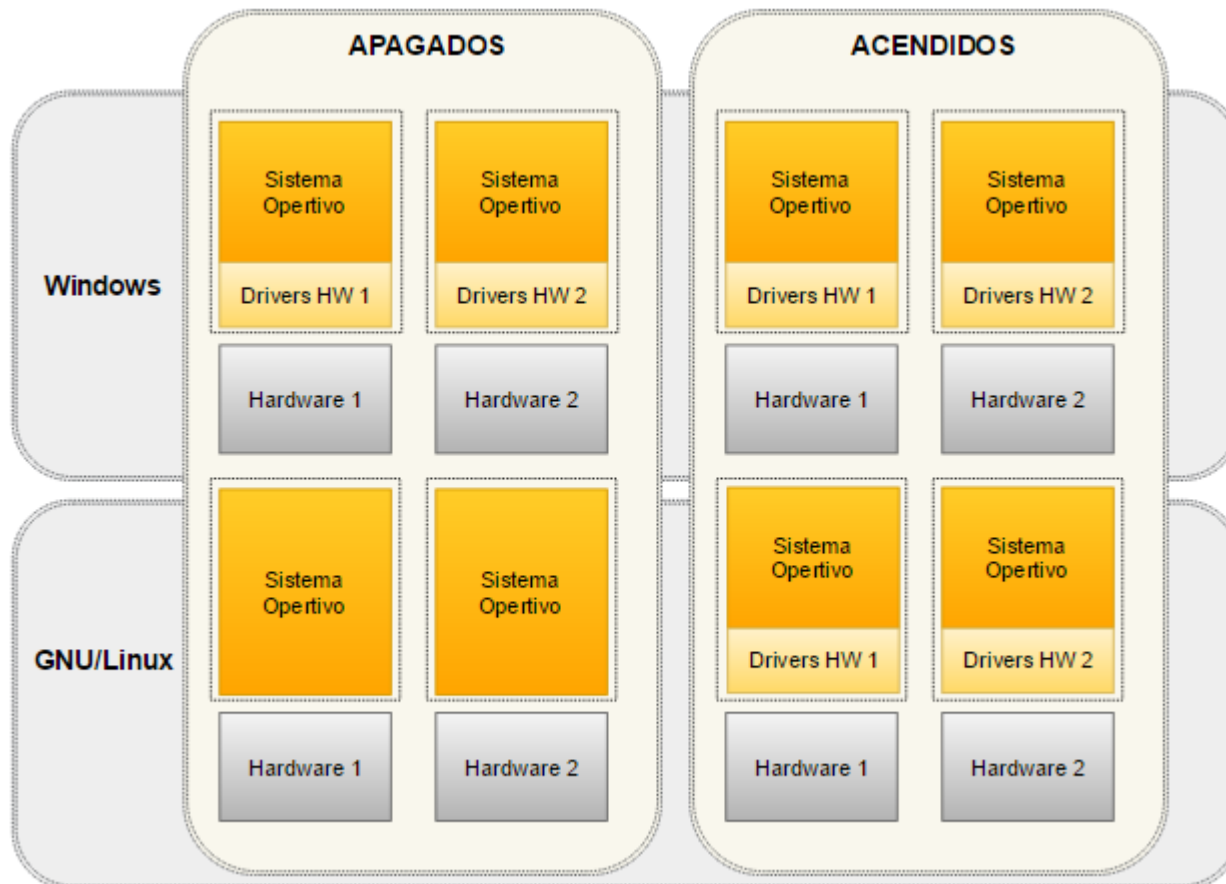 APAGADOS
ACENDIDOS
Windows
Sistema
Opertivo
Drivers HW 1
Hardware 1
Sistema
Opertivo
Drivers HW 2
Hardware 2
Sistema
Opertivo
Drivers HW 1
Hardware 1
Sistema
Opertivo
Drivers HW 2
Hardware 2
GNU/Linux
Sistema
Opertivo
Hardware 1
Sistema
Opertivo
Hardware 2
Sistema
Opertivo
Drivers HW 1
Hardware 1
Sistema
Opertivo
Drivers HW 2
Hardware 2